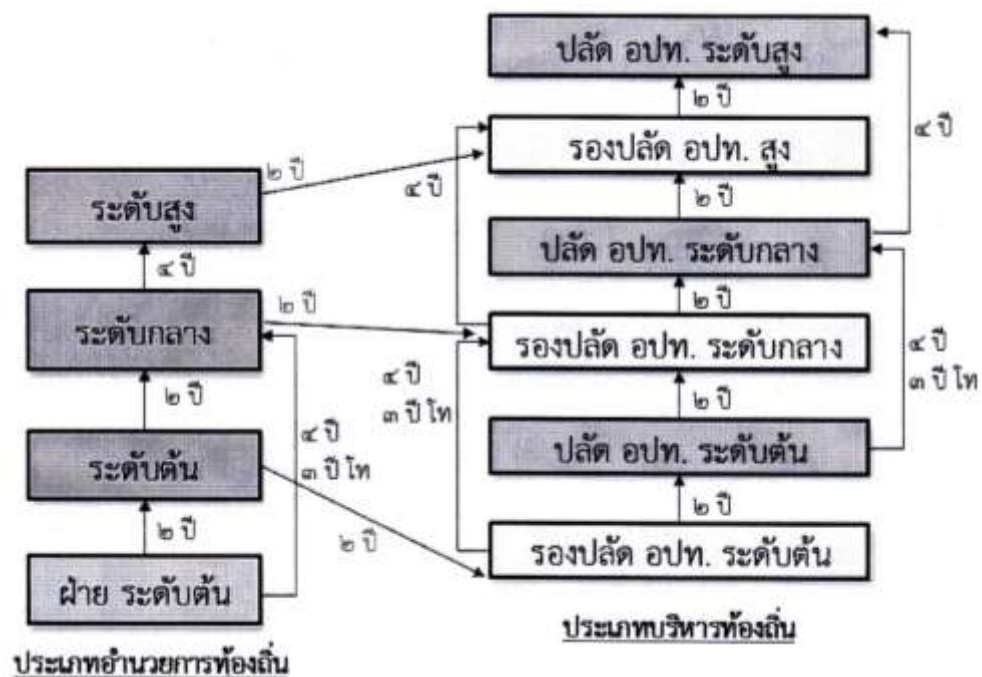 ปลัด อปท. ระดับสูง
๒ ปี
๔ ปี
รองปลัด อปท. สูง
๒ ปี
๔ ปี
ระดับสูง
๒ ปี
ปลัด อปท. ระดับกลาง
๔ ปี
๒ ปี
๒ ปี
ระดับกลาง
รองปลัด อปท. ระดับกลาง
๔ ปี
๓ ปี โท
๔ ปี
๓ ปี โท
๒ ปี
๒ ปี
๔ ปี
๓ ปี โท
ระดับต้น
ปลัด อปท. ระดับต้น
๒ ปี
๒ ปี
๒ ปี
ฝ่าย ระดับต้น
รองปลัด อปท. ระดับต้น
ประเภทอำนวยการท้องถิ่น
ประเภทบริหารท้องถิ่น